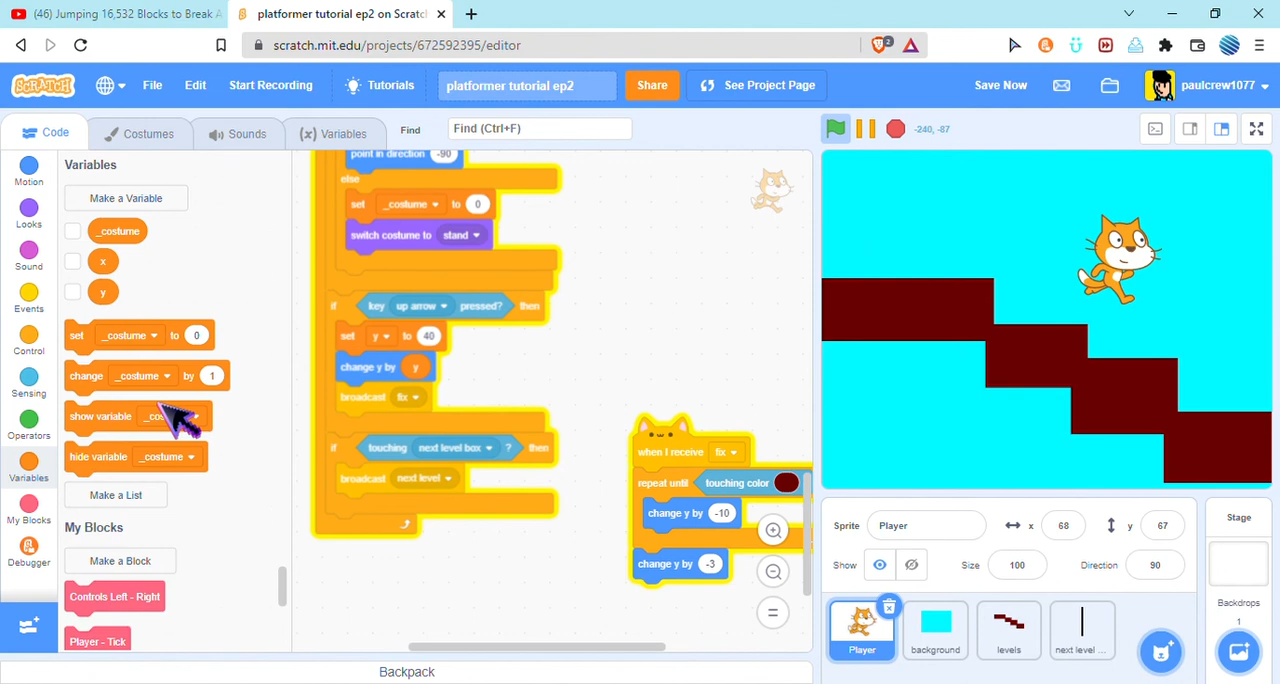 (46) Jumping 16,532 Blocks to Break A
platformer tutorial ep2 on Scratch
scratch.mit.edu/projects/672592395/editor
2
SCRATCH
File
Edit
Start Recording
Tutorials
platformer tutorial ep2
Share
See Project Page
Save Now
paulcrew1077
Code
Costumes
Sounds
(x) Variables
Find
Find (Ctrl+F)
-240, -87
Motion
Looks
Sound
Events
Control
Sensing
Operators
Variables
My Blocks
Debugger
Variables
Make a Variable
_costume
x
y
set _costume to 0
change _costume by 1
show variable
hide variable _costume
Make a List
My Blocks
Make a Block
Controls Left - Right
Player - Tick
point in direction -90
else
set _costume to 0
switch costume to stand
if key up arrow pressed? then
set y to 40
change y by y
broadcast fix
if touching next level box ? then
broadcast next level
when I receive fix
repeat until touching color
change y by -10
change y by -3
Sprite Player x 68 y 67
Show Size 100 Direction 90
Player
background
levels
next level ...
Stage
Backdrops
1
Backpack